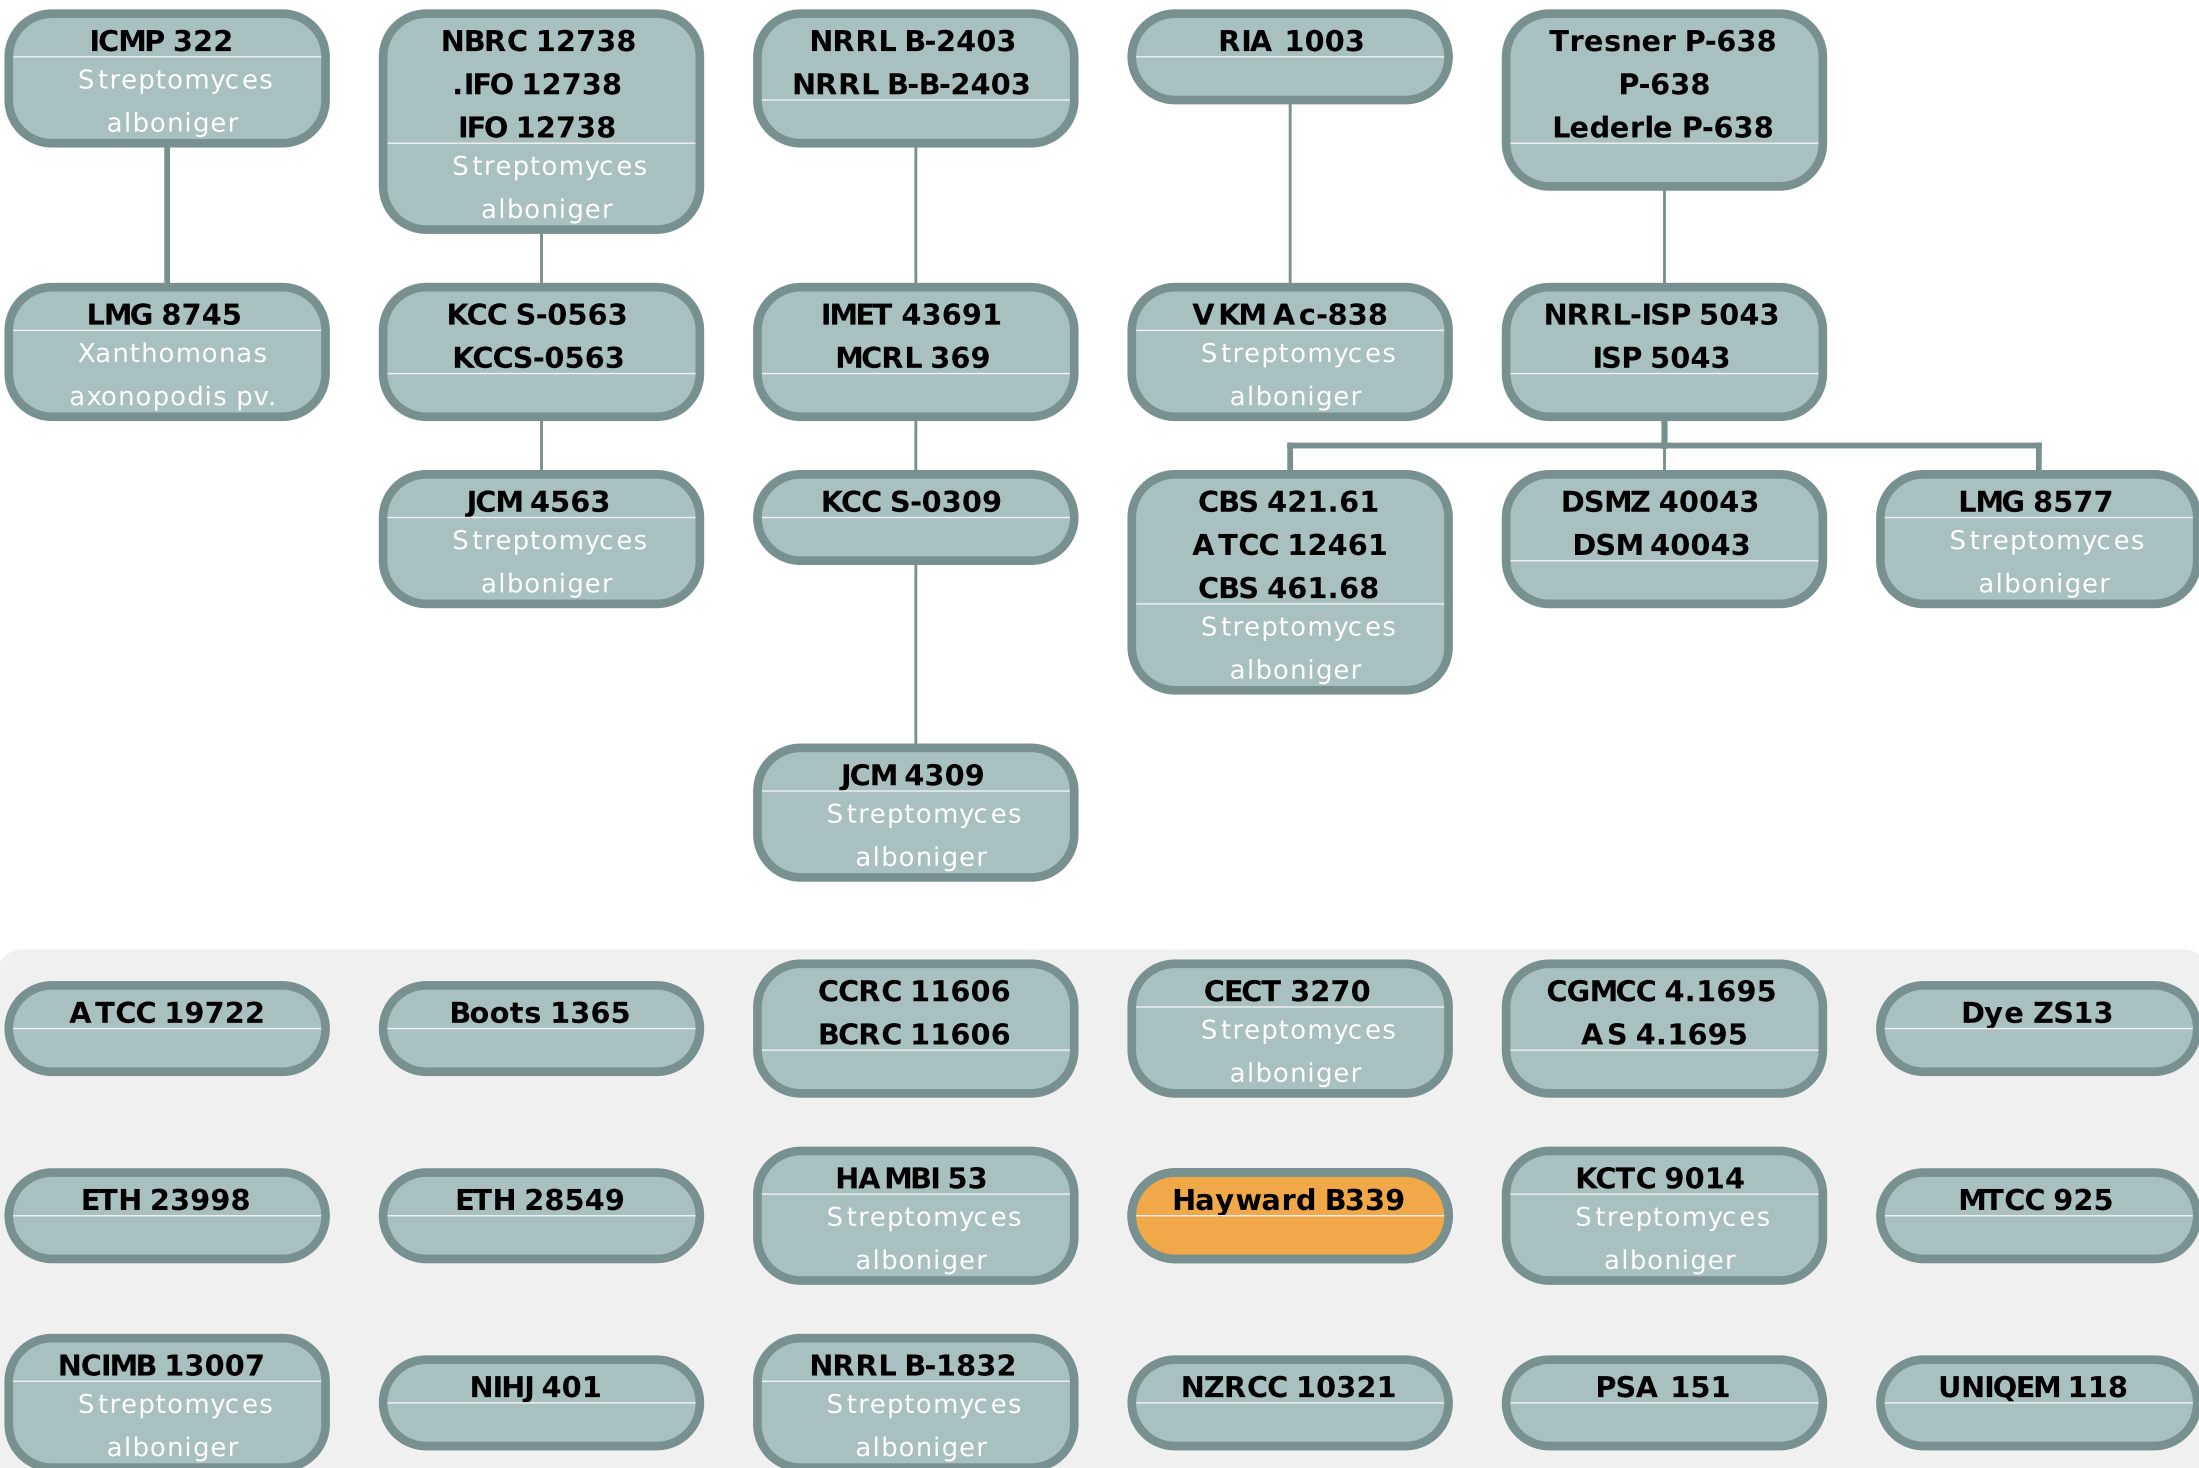 ICMP 322
Streptomyces
alboniger
NBRC 12738
.IFO 12738
IFO 12738
Streptomyces
alboniger
NRRL B-2403
NRRL B-B-2403
RIA 1003
Tresner P-638
P-638
Lederle P-638
LMG 8745
Xanthomonas
axonopodis pv.
KCC S-0563
KCCS-0563
IMET 43691
MCRL 369
VKM Ac-838
Streptomyces
alboniger
NRRL-ISP 5043
ISP 5043
JCM 4563
Streptomyces
alboniger
KCC S-0309
CBS 421.61
ATCC 12461
CBS 461.68
Streptomyces
alboniger
DSMZ 40043
DSM 40043
LMG 8577
Streptomyces
alboniger
JCM 4309
Streptomyces
alboniger
ATCC 19722
Boots 1365
CCRC 11606
BCRC 11606
CECT 3270
Streptomyces
alboniger
CGMCC 4.1695
AS 4.1695
Dye ZS13
ETH 23998
ETH 28549
HAMBI 53
Streptomyces
alboniger
Hayward B339
KCTC 9014
Streptomyces
alboniger
MTCC 925
NCIMB 13007
Streptomyces
alboniger
NIHJ 401
NRRL B-1832
Streptomyces
alboniger
NZRCC 10321
PSA 151
UNIQEM 118